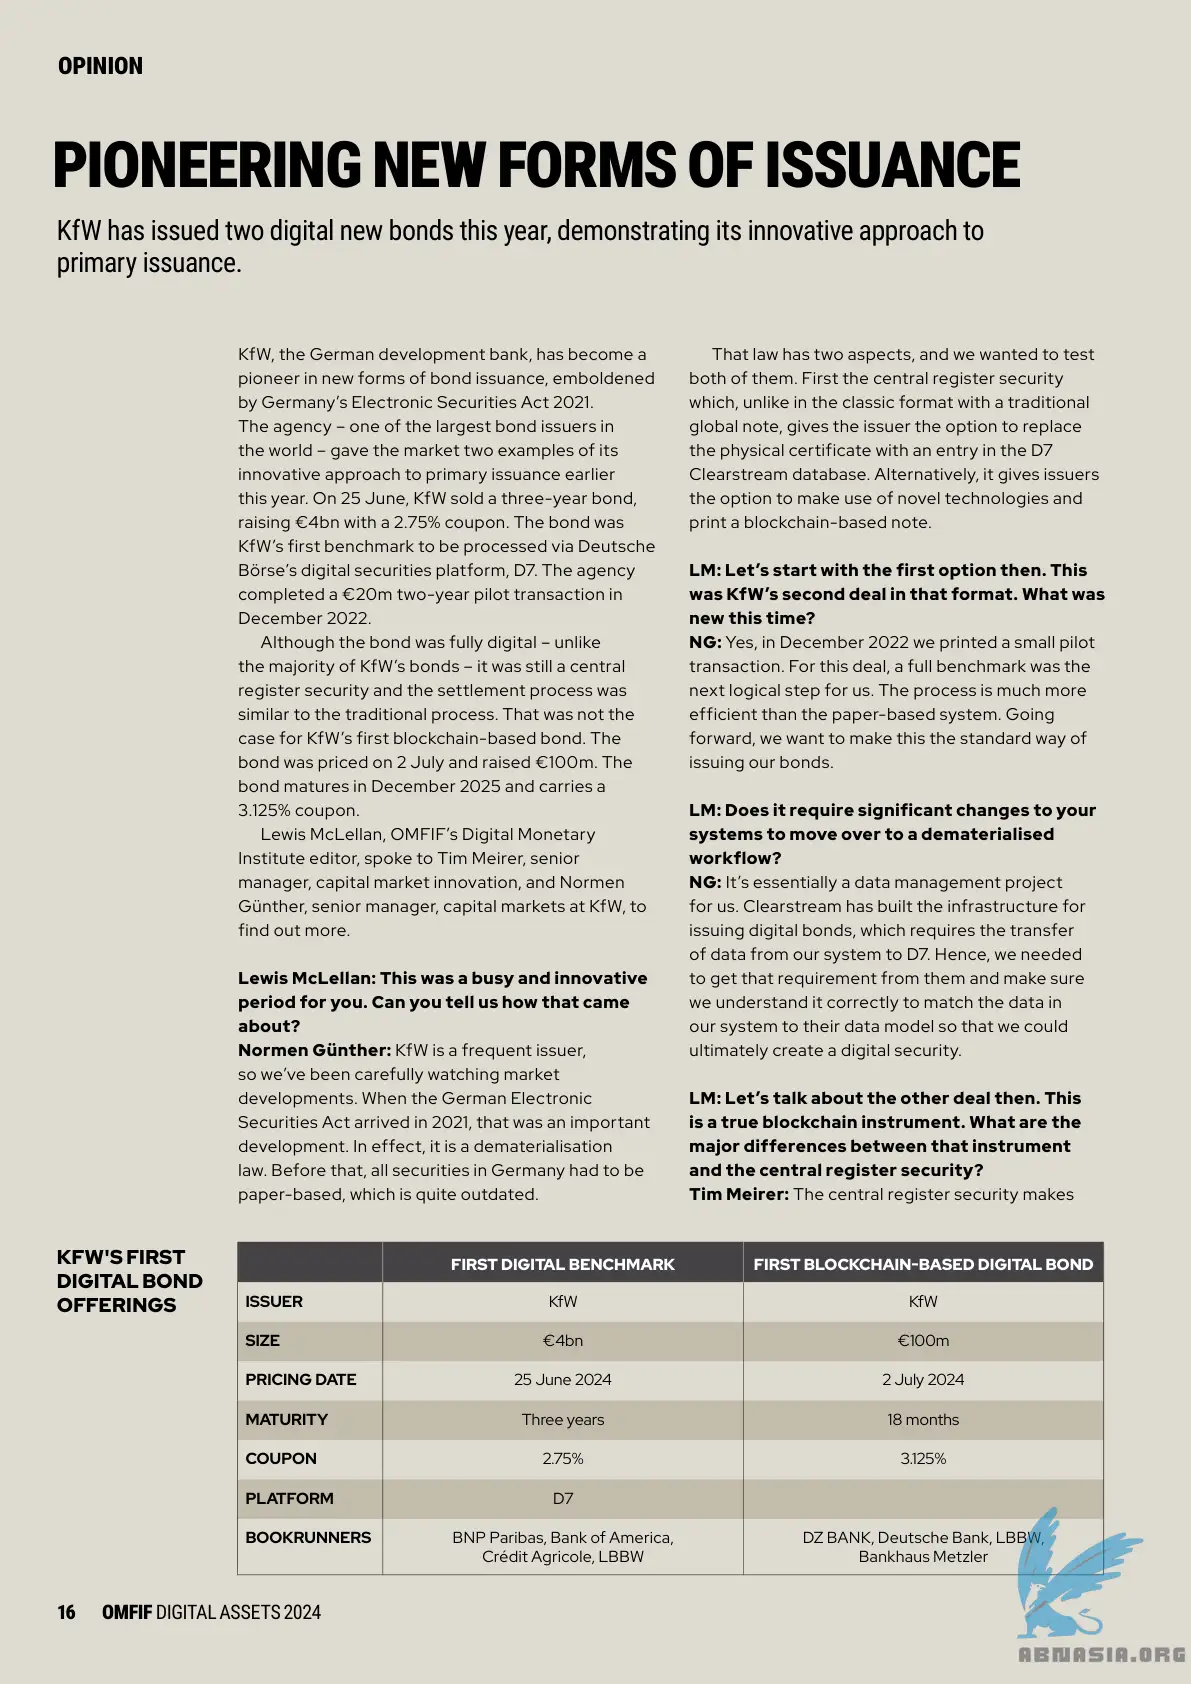 OPINION
PIONEERING NEW FORMS OF ISSUANCE
KfW has issued two digital new bonds this year, demonstrating its innovative approach to
primary issuance.
KfW, the German development bank, has become a
pioneer in new forms of bond issuance, emboldened
by Germany’s Electronic Securities Act 2021.
The agency – one of the largest bond issuers in
the world – gave the market two examples of its
innovative approach to primary issuance earlier
this year. On 25 June, KfW sold a three-year bond,
raising €4bn with a 2.75% coupon. The bond was
KfW’s first benchmark to be processed via Deutsche
Börse’s digital securities platform, D7. The agency
completed a €20m two-year pilot transaction in
December 2022.
Although the bond was fully digital – unlike
the majority of KfW’s bonds – it was still a central
register security and the settlement process was
similar to the traditional process. That was not the
case for KfW’s first blockchain-based bond. The
bond was priced on 2 July and raised €100m. The
bond matures in December 2025 and carries a
3.125% coupon.
Lewis McLellan, OMFIF’s Digital Monetary
Institute editor, spoke to Tim Meirer, senior
manager, capital market innovation, and Normen
Günther, senior manager, capital markets at KfW, to
find out more.
Lewis McLellan: This was a busy and innovative
period for you. Can you tell us how that came
about?
Normen Günther: KfW is a frequent issuer,
so we’ve been carefully watching market
developments. When the German Electronic
Securities Act arrived in 2021, that was an important
development. In effect, it is a dematerialisation
law. Before that, all securities in Germany had to be
paper-based, which is quite outdated.
That law has two aspects, and we wanted to test
both of them. First the central register security
which, unlike in the classic format with a traditional
global note, gives the issuer the option to replace
the physical certificate with an entry in the D7
Clearstream database. Alternatively, it gives issuers
the option to make use of novel technologies and
print a blockchain-based note.
LM: Let’s start with the first option then. This
was KfW’s second deal in that format. What was
new this time?
NG: Yes, in December 2022 we printed a small pilot
transaction. For this deal, a full benchmark was the
next logical step for us. The process is much more
efficient than the paper-based system. Going
forward, we want to make this the standard way of
issuing our bonds.
LM: Does it require significant changes to your
systems to move over to a dematerialised
workflow?
NG: It’s essentially a data management project
for us. Clearstream has built the infrastructure for
issuing digital bonds, which requires the transfer
of data from our system to D7. Hence, we needed
to get that requirement from them and make sure
we understand it correctly to match the data in
our system to their data model so that we could
ultimately create a digital security.
LM: Let’s talk about the other deal then. This
is a true blockchain instrument. What are the
major differences between that instrument
and the central register security?
Tim Meirer: The central register security makes
KFW'S FIRST
DIGITAL BOND
OFFERINGS
FIRST DIGITAL BENCHMARK FIRST BLOCKCHAIN-BASED DIGITAL BOND
ISSUER KfW KfW
SIZE €4bn €100m
PRICING DATE 25 June 2024 2 July 2024
MATURITY Three years 18 months
COUPON 2.75% 3.125%
PLATFORM D7
BOOKRUNNERS BNP Paribas, Bank of America, DZ BANK, Deutsche Bank, LBBW,
Crédit Agricole, LBBW Bankhaus Metzler
16 OMFIF DIGITAL ASSETS 2024
ABNASIA.ORG